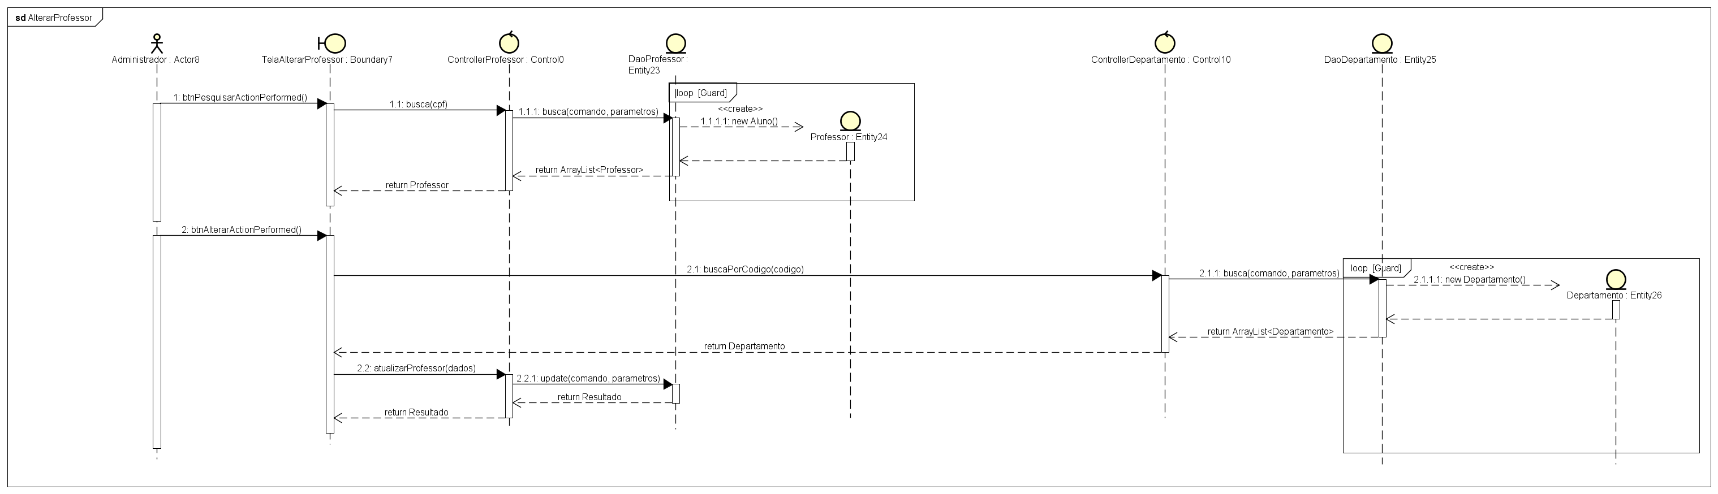 sd AlterarProfessor
Administrador : Actor8
TelaAlterarProfessor : Boundary7
ControllerProfessor : Control0
DaoProfessor :
Entity23
ControllerDepartamento : Control10
DaoDepartamento : Entity25
loop [Guard]
1: btnPesquisarActionPerformed()
1.1: busca(cpf)
1.1.1: busca(comando, parametros)
<<create>>
1.1.1.1: new Aluno()
Professor : Entity24
return ArrayList<Professor>
return Professor
2: btnAlterarActionPerformed()
2.1: buscaPorCodigo(codigo)
2.1.1: busca(comando, parametros)
loop [Guard]
<<create>>
2.1.1.1: new Departamento()
Departamento : Entity26
return ArrayList<Departamento>
return Departamento
2.2: atualizarProfessor(dados)
2.2.1: update(comando, parametros)
return Resultado
return Resultado